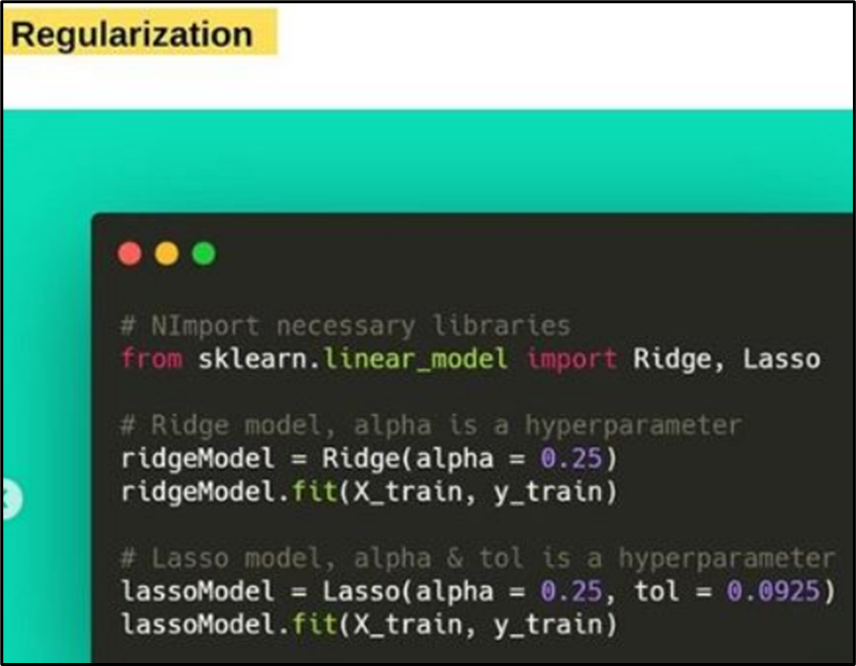 Regularization
# NImport necessary libraries
from sklearn.linear_model import Ridge, Lasso
# Ridge model, alpha is a hyperparameter
ridgeModel = Ridge(alpha = 0.25)
ridgeModel.fit(X_train, y_train)
# Lasso model, alpha & tol is a hyperparameter
lassoModel = Lasso(alpha = 0.25, tol = 0.0925)
lassoModel.fit(X_train, y_train)